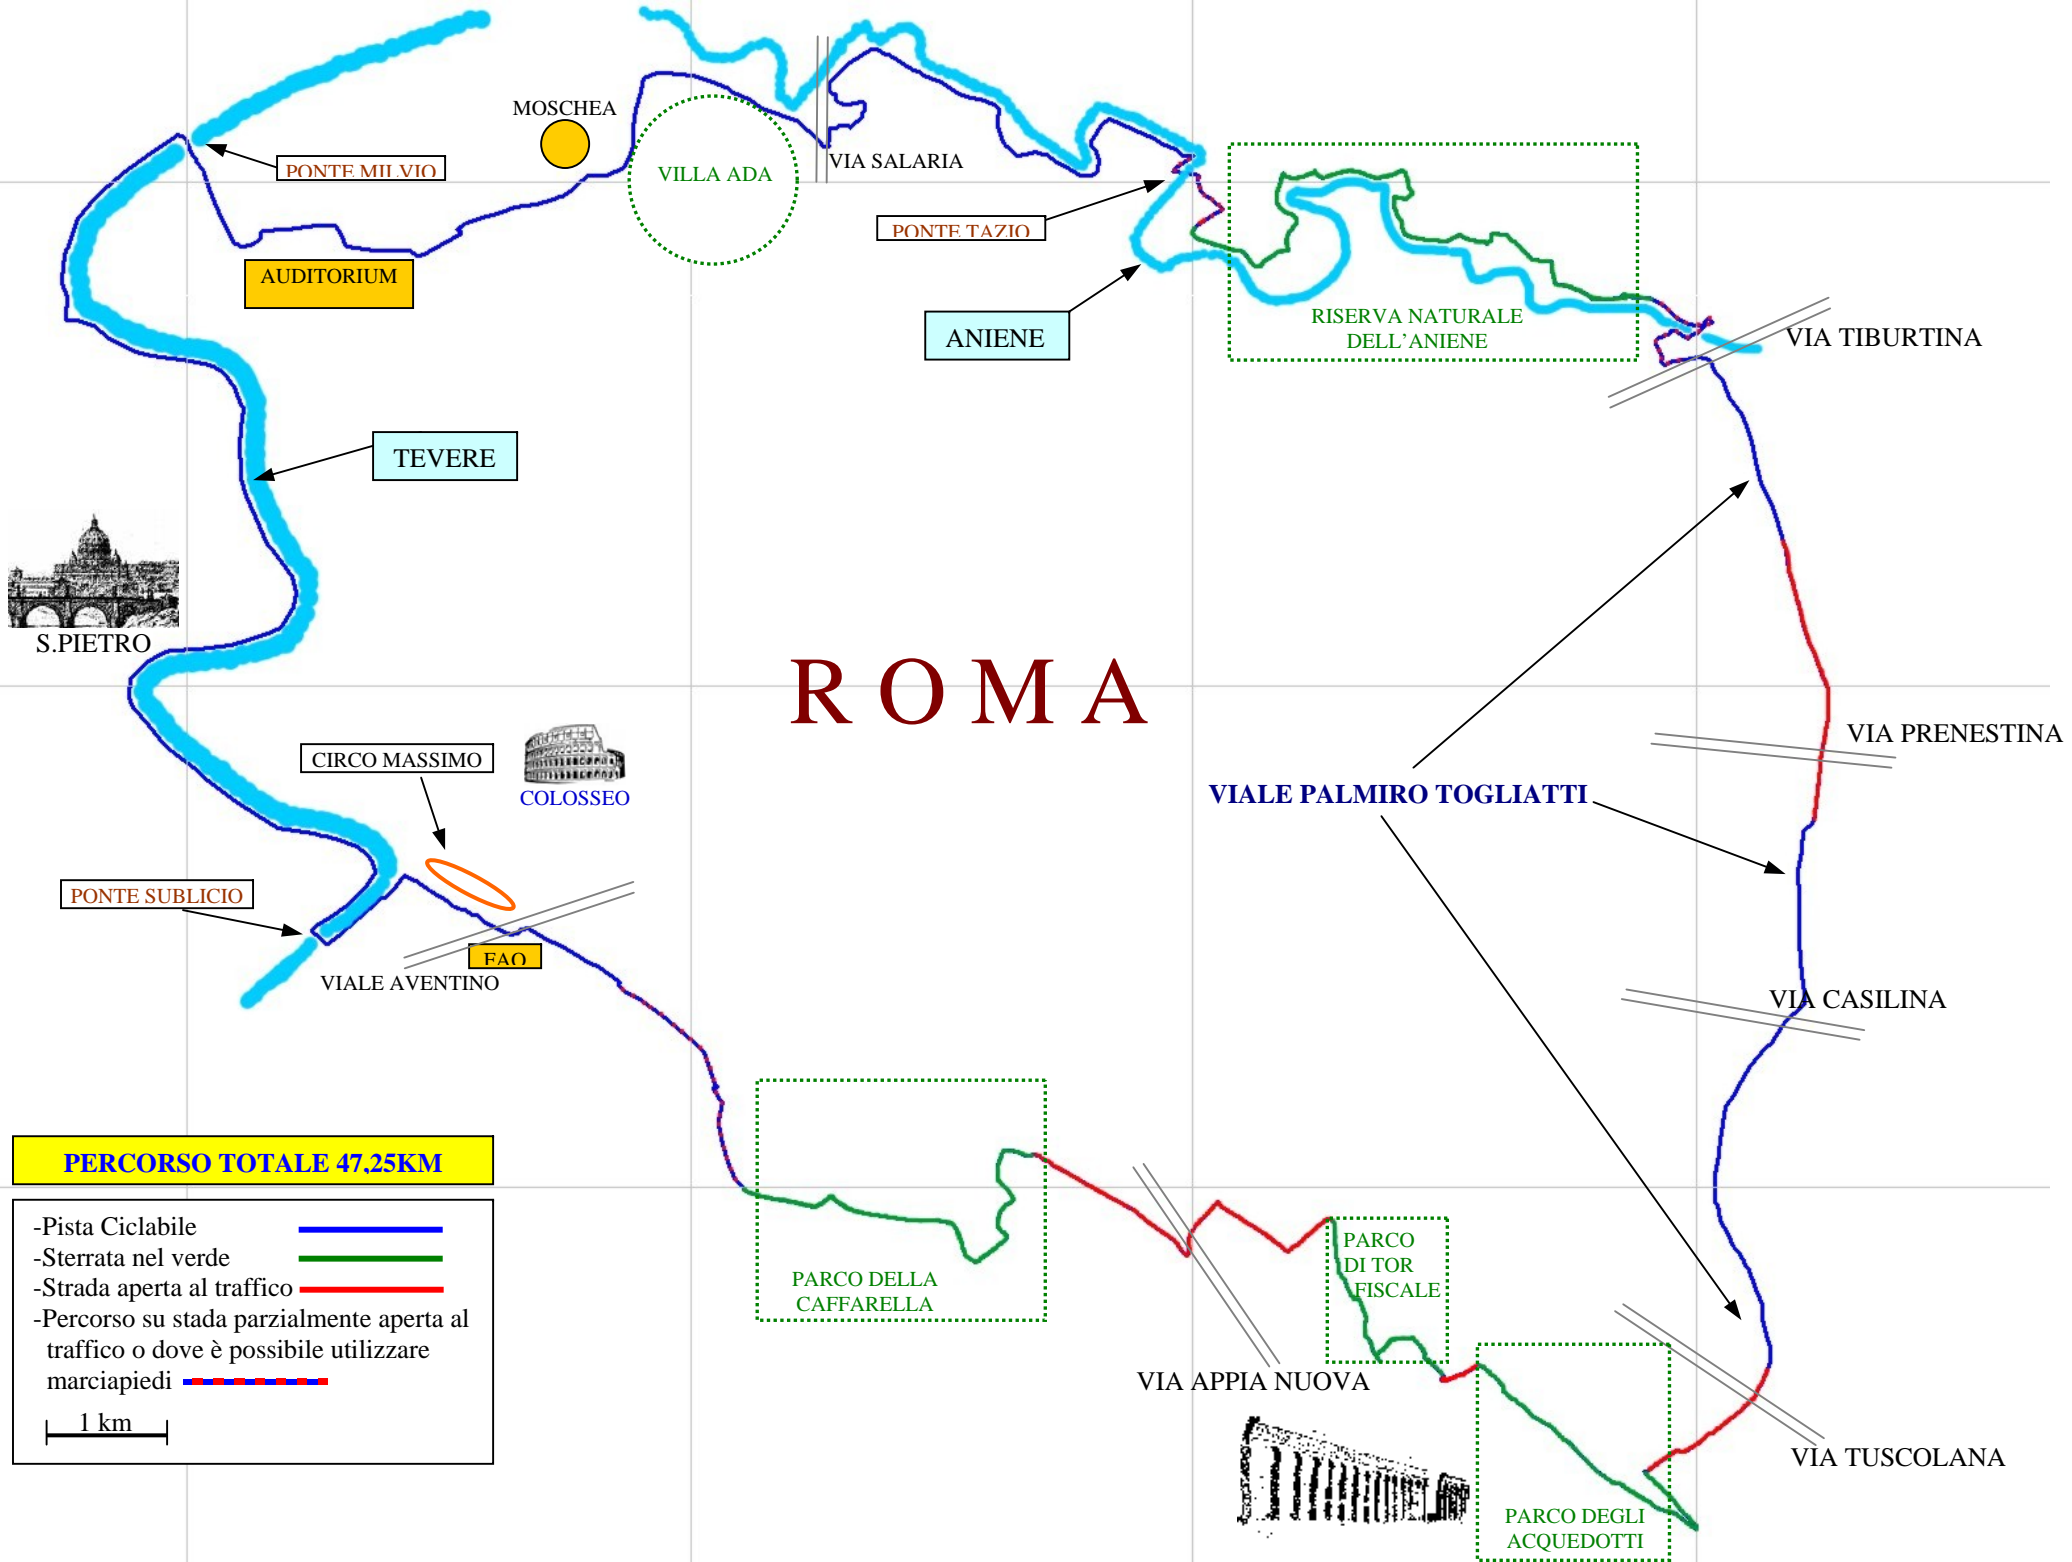 MOSCHEA
PONTE MILVIO
VILLA ADA
VIA SALARIA
PONTE TAZIO
AUDITORIUM
ANIENE
RISERVA NATURALE
DELL'ANIENE
VIA TIBURTINA
TEVERE
S.PIETRO
R O M A
VIA PRENESTINA
CIRCO MASSIMO
COLOSSEO
VIALE PALMIRO TOGLIATTI
PONTE SUBLICIO
FAO
VIALE AVENTINO
VIA CASILINA
PERCORSO TOTALE 47,25KM
-Pista Ciclabile
-Sterrata nel verde
-Strada aperta al traffico
-Percorso su stada parzialmente aperta al
traffico o dove è possibile utilizzare
marciapiedi
1 km
PARCO DELLA
CAFFARELLA
PARCO
DI TOR
FISCALE
VIA APPIA NUOVA
VIA TUSCOLANA
PARCO DEGLI
ACQUEDOTTI